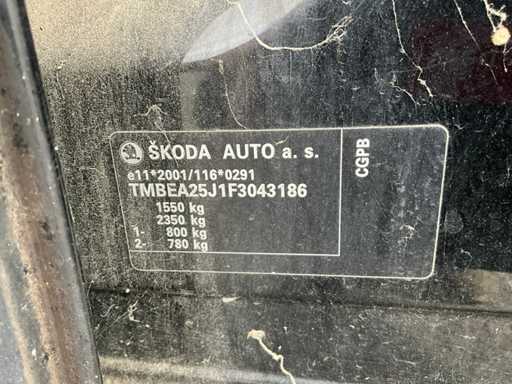 ŠKODA AUTO a. s.
e11*2001/116*0291
TMBEA25J1F3043186
1550 kg
2350 kg
1- 800 kg
2- 780 kg
CGPB